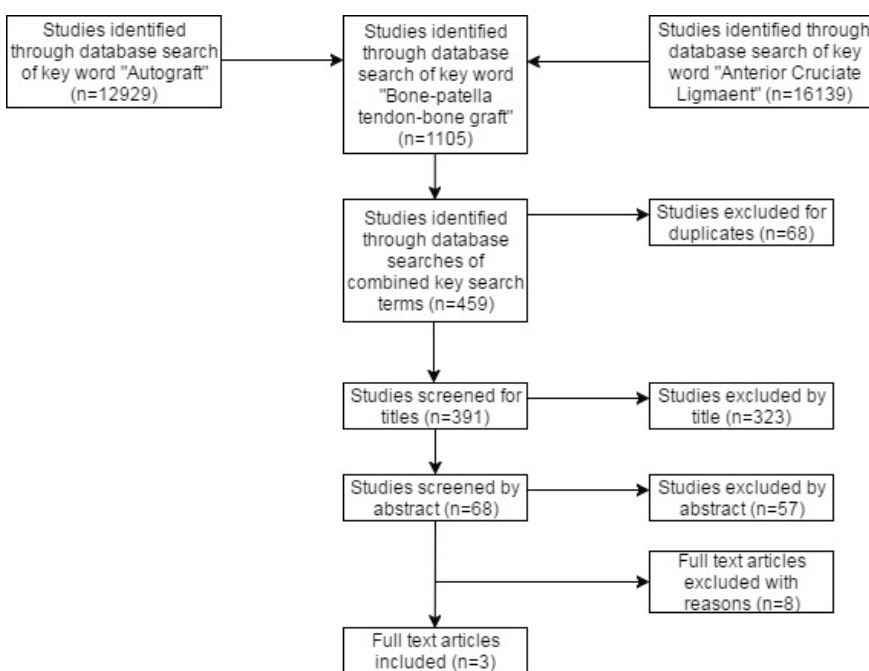 Studies identified
through database search
of key word "Autograft"
(n=12929)
Studies identified
through database
search of key word
"Bone-patella
tendon-bone graft"
(n=1105)
Studies identified through
database search of key
word "Anterior Cruciate
Ligmaent" (n=16139)
Studies identified
through database
searches of
combined key search
terms (n=459)
Studies excluded for
duplicates (n=68)
Studies screened for
titles (n=391)
Studies excluded by
title (n=323)
Studies screened by
abstract (n=68)
Studies excluded by
abstract (n=57)
Full text articles
excluded with
reasons (n=8)
Full text articles
included (n=3)